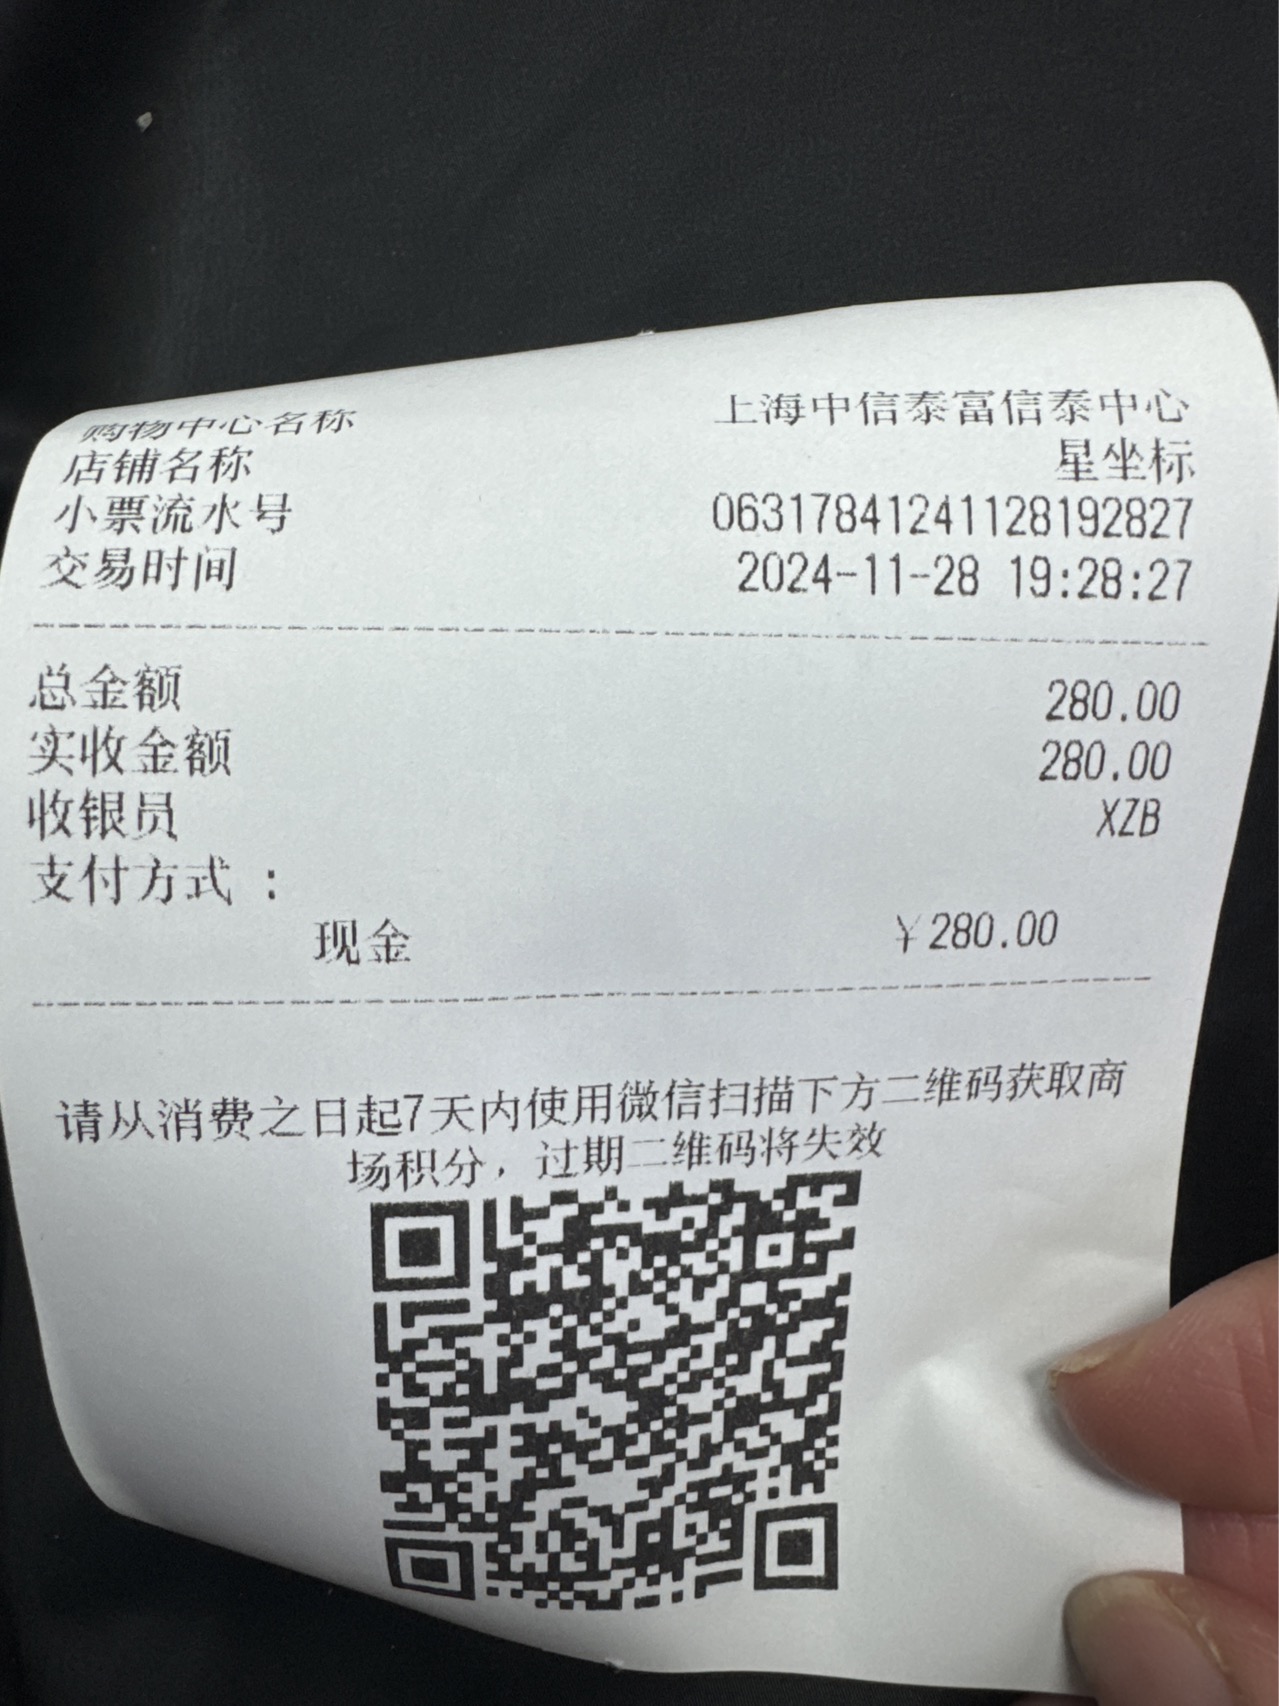 购物中心名称 上海中信泰富信泰中心
店铺名称 星坐标
小票流水号 06317841241128192827
交易时间 2024-11-28 19:28:27
总金额 280.00
实收金额 280.00
收银员 XZB
支付方式 :
现金 ¥280.00
请从消费之日起7天内使用微信扫描下方二维码获取商
场积分，过期二维码将失效